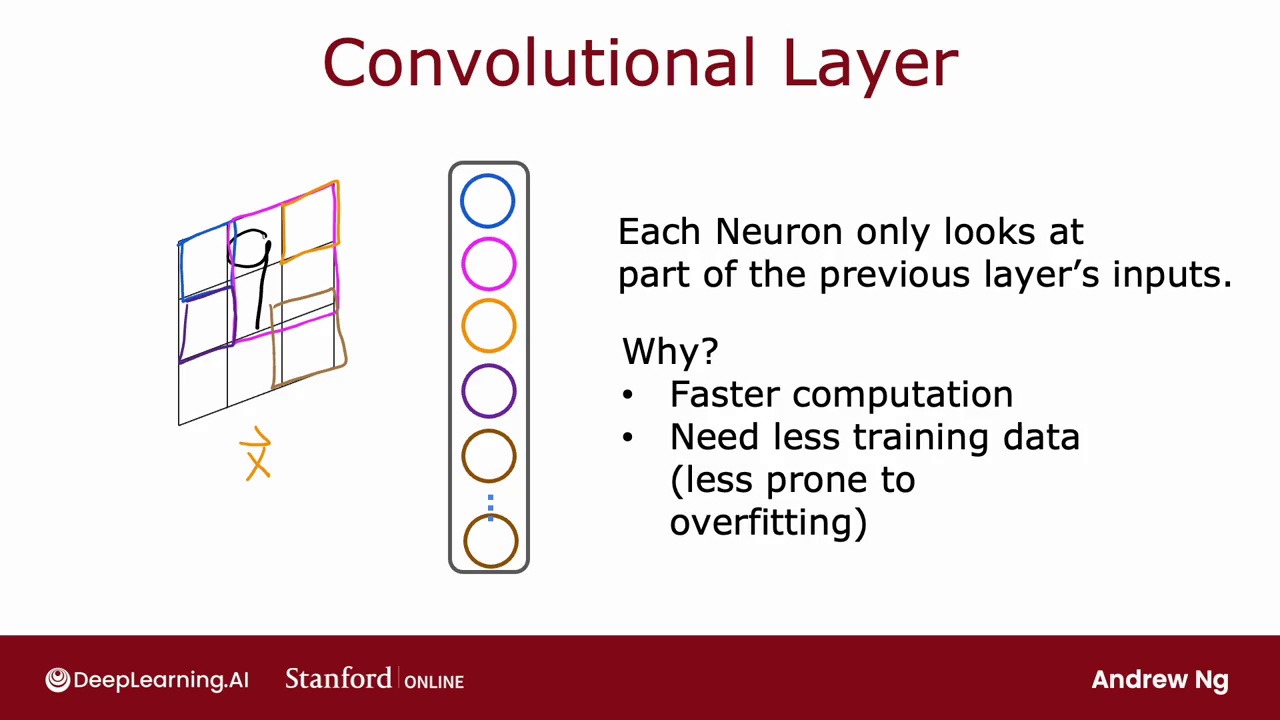 Convolutional Layer
9
x⃗
Each Neuron only looks at
part of the previous layer’s inputs.
Why?
• Faster computation
• Need less training data
(less prone to
overfitting)
DeepLearning.AI
Stanford | ONLINE
Andrew Ng